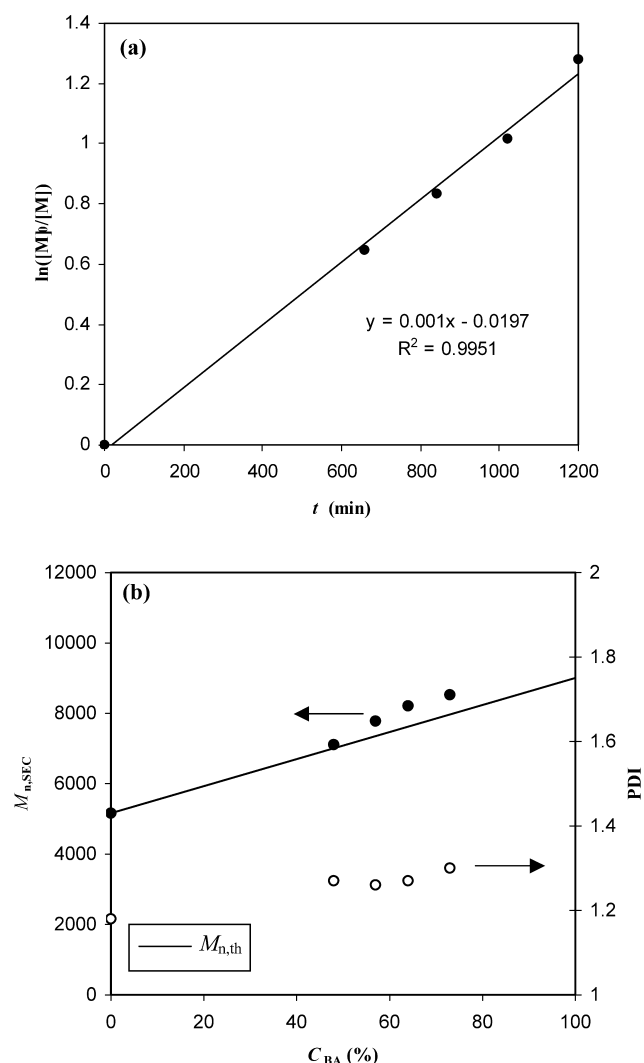 (a)
1.4
1.2
1
0.8
0.6
0.4
0.2
0
ln([M]0/[M])
y = 0.001x - 0.0197
R² = 0.9951
0 200 400 600 800 1000 1200
t (min)
(b)
12000
10000
8000
6000
4000
2000
0
Mn,SEC
2
1.8
1.6
1.4
1.2
1
PDI
Mn,th
0 20 40 60 80 100
CBA (%)